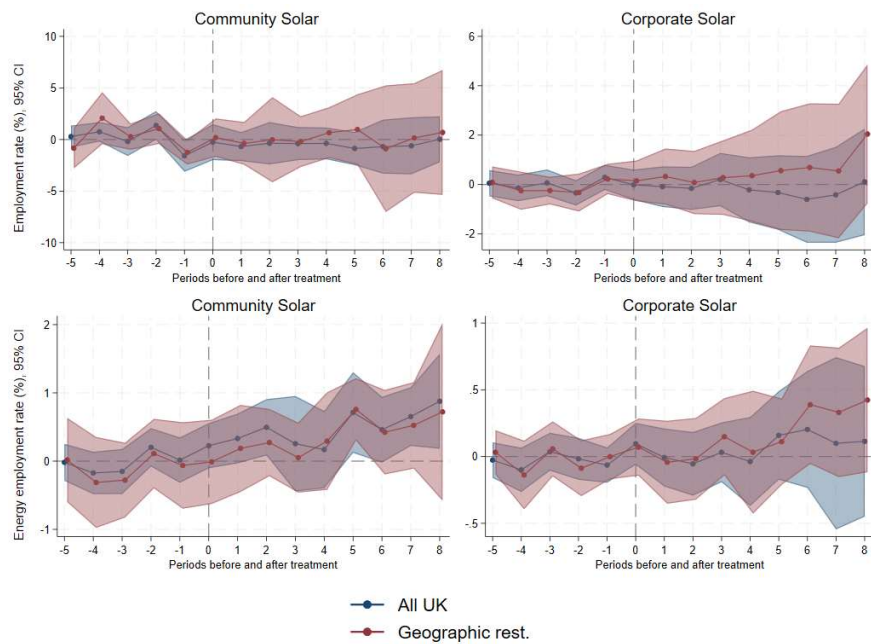 Community Solar
Corporate Solar
Employment rate (%), 95% CI
10
5
0
-5
-10
-5 -4 -3 -2 -1 0 1 2 3 4 5 6 7 8
Periods before and after treatment
6
4
2
0
-2
-5 -4 -3 -2 -1 0 1 2 3 4 5 6 7 8
Periods before and after treatment
Community Solar
Corporate Solar
Energy employment rate (%), 95% CI
2
1
0
-1
-5 -4 -3 -2 -1 0 1 2 3 4 5 6 7 8
Periods before and after treatment
1
.5
0
-.5
-5 -4 -3 -2 -1 0 1 2 3 4 5 6 7 8
Periods before and after treatment
All UK
Geographic rest.